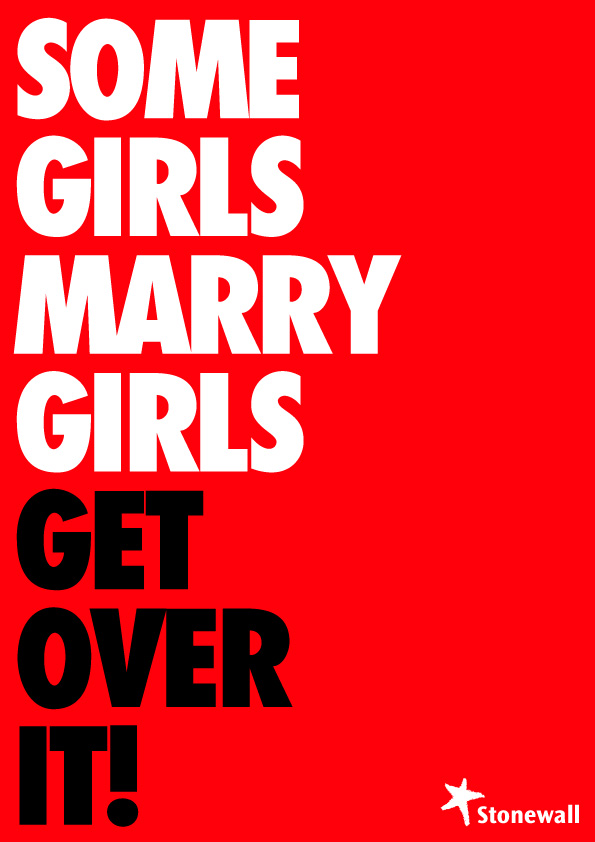 SOME
GIRLS
MARRY
GIRLS
GET
OVER
IT!
Stonewall